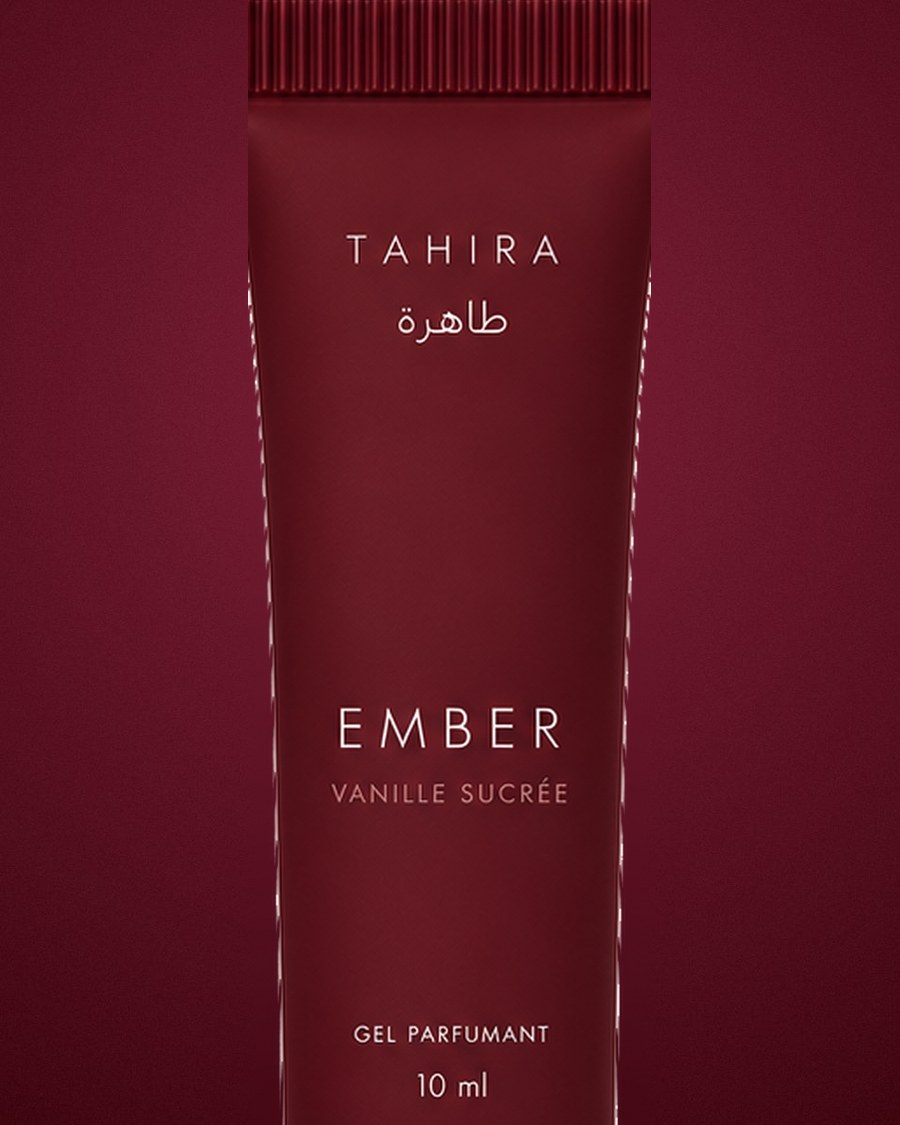 TAHIRA
طاهرة
EMBER
VANILLE SUCRÉE
GEL PARFUMANT
10 ml